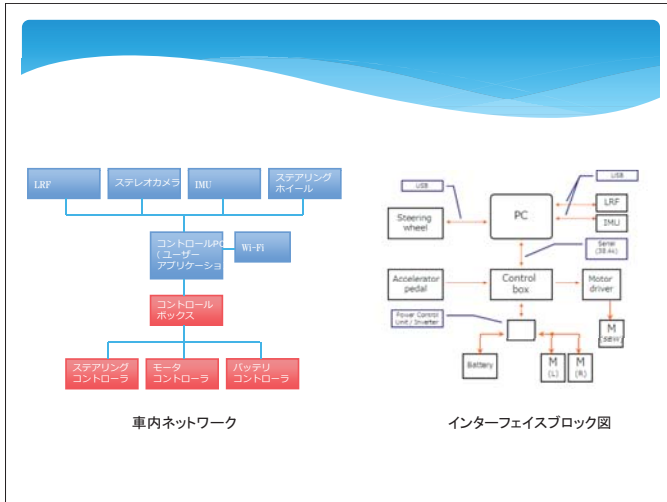 LRF
ステレオカメラ
IMU
ステアリング
ホイール
コントロールPC
(ユーザー
アプリケーショ
Wi-Fi
コントロール
ボックス
ステアリング
コントローラ
モータ
コントローラ
バッテリ
コントローラ
車内ネットワーク
USB
USB
Steering
wheel
PC
LRF
IMU
Serial
(38.4k)
Accelerator
pedal
Control
box
Motor
driver
Power Control
Unit / Inverter
M
(SBW)
Battery
M
(L)
M
(R)
インターフェイスブロック図